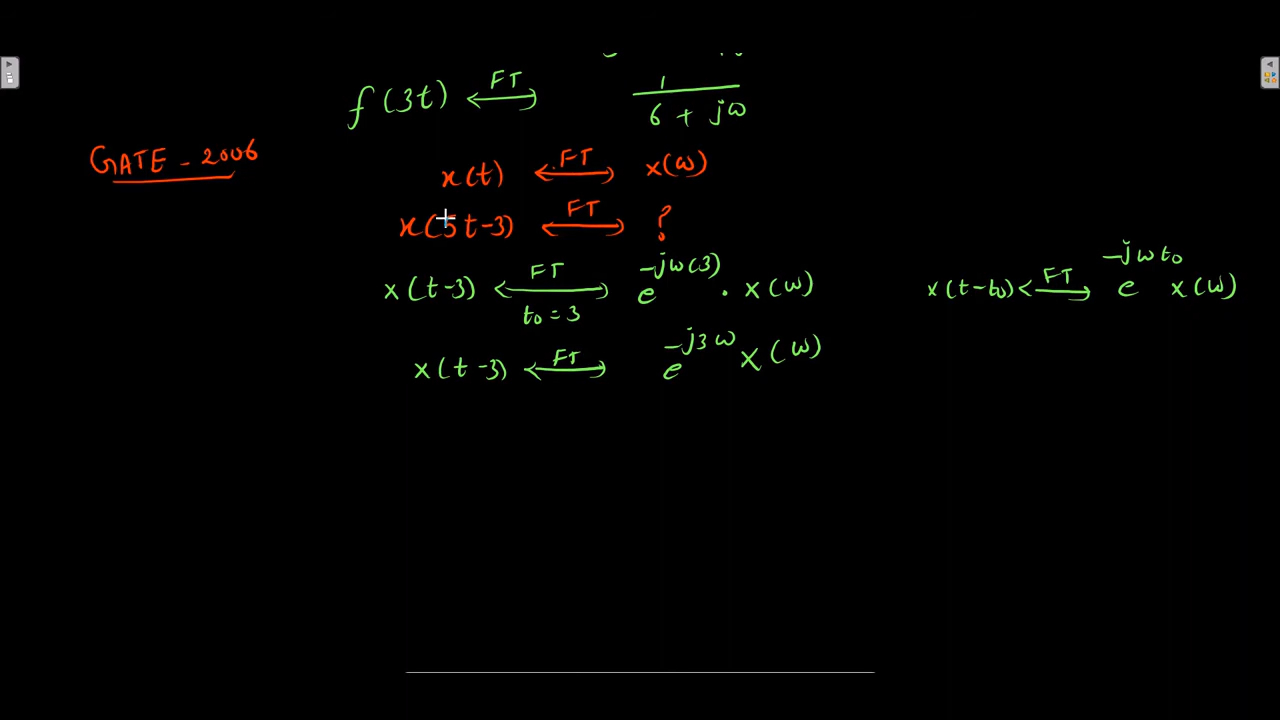 f(3t) ⟷ FT 1/(6 + jω)
GATE - 2006
x(t) ⟷ FT x(ω)
x(5t-3) ⟷ FT ?
x(t-3) ⟷ FT t₀ = 3 e^{-jω(3)} . x(ω)
x(t-t₀) ⟷ FT e^{-jωt₀} x(ω)
x(t-3) ⟷ FT e^{-j3ω} X(ω)